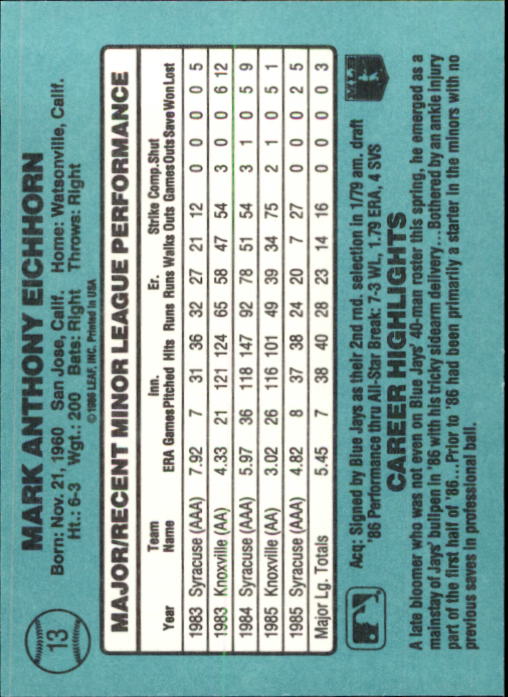 13
MARK ANTHONY EICHHORN
Born: Nov. 21, 1960 San Jose, Calif. Home: Watsonville, Calif.
Ht.: 6-3 Wgt.: 200 Bats: Right Throws: Right
©1986 LEAF, INC. Printed in USA
MAJOR/RECENT MINOR LEAGUE PERFORMANCE
Team Inn. Er. Strike Comp. Shut
Year Name ERA Games Pitched Hits Runs Runs Walks Outs Games Outs Save Won Lost
1983 Syracuse (AAA) 7.92 7 31 36 32 27 21 12 0 0 0 0 5
1983 Knoxville (AA) 4.33 21 121 124 65 58 47 54 3 0 0 6 12
1984 Syracuse (AAA) 5.97 36 118 147 92 78 51 54 3 1 0 5 9
1985 Knoxville (AA) 3.02 26 116 101 49 39 34 75 2 1 0 5 1
1985 Syracuse (AAA) 4.82 8 37 38 24 20 7 27 0 0 0 2 5
Major Lg. Totals 5.45 7 38 40 28 23 14 16 0 0 0 0 3
Acq: Signed by Blue Jays as their 2nd rnd. selection in 1/79 am. draft
'86 Performance thru All-Star Break: 7-3 WL, 1.79 ERA, 4 SVS
CAREER HIGHLIGHTS
A late bloomer who was not even on Blue Jays' 40-man roster this spring, he emerged as a
mainstay of Jays' bullpen in '86 with his tricky sidearm delivery...Bothered by an ankle injury
part of the first half of '86...Prior to '86 had been primarily a starter in the minors with no
previous saves in professional ball.